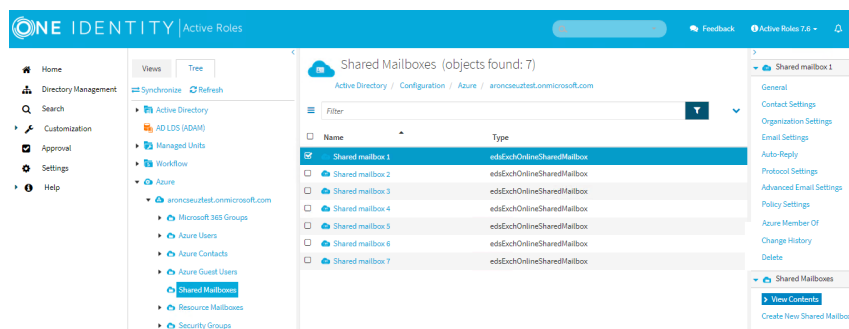 ONE IDENTITY Active Roles
Feedback
Active Roles 7.6
Home
Directory Management
Search
Customization
Approval
Settings
Help
Views Tree
Synchronize Refresh
Active Directory
AD LDS (ADAM)
Managed Units
Workflow
Azure
aroncseuztest.onmicrosoft.com
Microsoft 365 Groups
Azure Users
Azure Contacts
Azure Guest Users
Shared Mailboxes
Resource Mailboxes
Security Groups
Shared Mailboxes (objects found: 7)
Active Directory / Configuration / Azure / aroncseuztest.onmicrosoft.com
Filter
Name Type
Shared mailbox 1 edsExchOnlineSharedMailbox
Shared mailbox 2 edsExchOnlineSharedMailbox
Shared mailbox 3 edsExchOnlineSharedMailbox
Shared mailbox 4 edsExchOnlineSharedMailbox
Shared mailbox 5 edsExchOnlineSharedMailbox
Shared mailbox 6 edsExchOnlineSharedMailbox
Shared mailbox 7 edsExchOnlineSharedMailbox
Shared mailbox 1
General
Contact Settings
Organization Settings
Email Settings
Auto-Reply
Protocol Settings
Advanced Email Settings
Policy Settings
Azure Member Of
Change History
Delete
Shared Mailboxes
View Contents
Create New Shared Mailbo